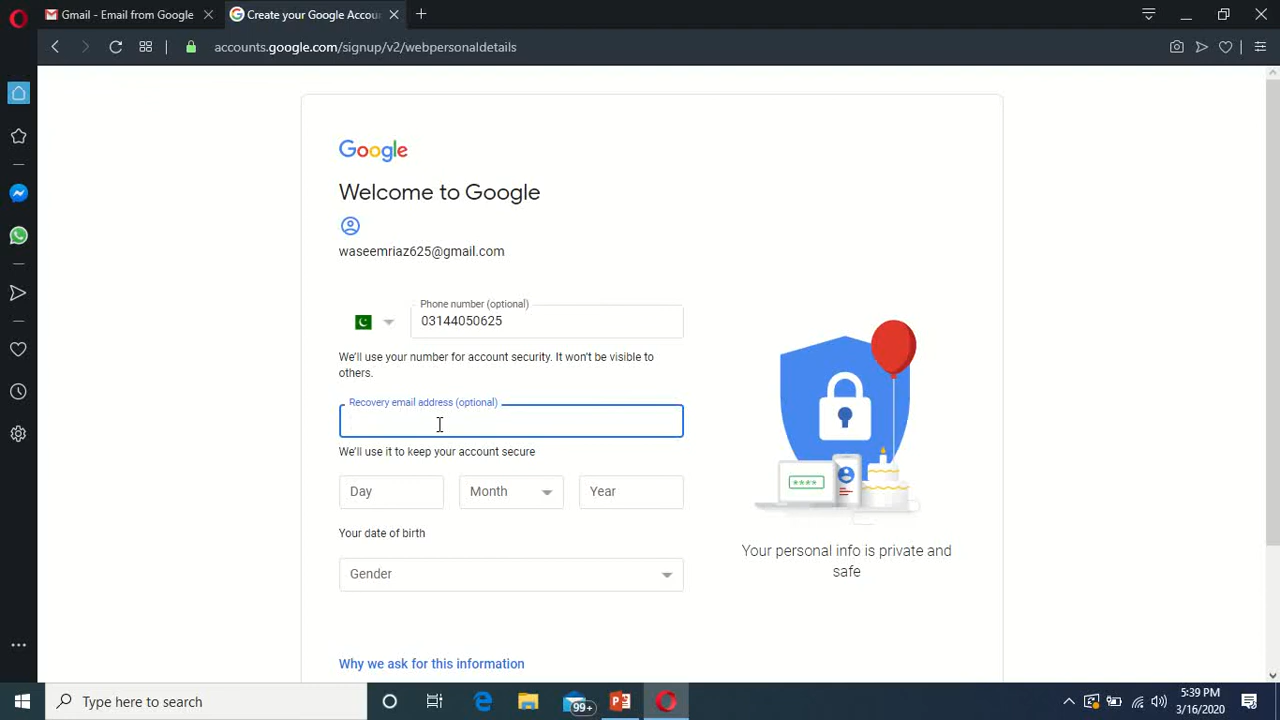 Gmail - Email from Google
Create your Google Accou
accounts.google.com/signup/v2/webpersonaldetails
Google
Welcome to Google
waseemriaz625@gmail.com
Phone number (optional)
03144050625
We'll use your number for account security. It won't be visible to
others.
Recovery email address (optional)
We'll use it to keep your account secure
Day
Month
Year
Your date of birth
Gender
Why we ask for this information
****
Your personal info is private and
safe
Type here to search
99+
5:39 PM
3/16/2020